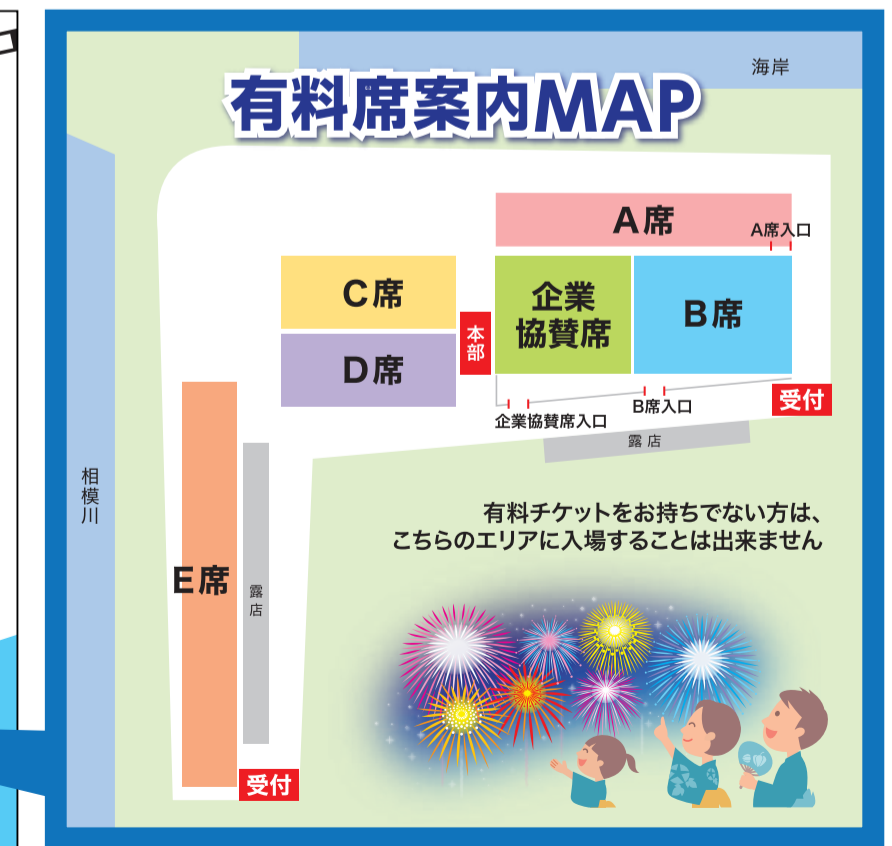 海岸
有料席案内MAP
A席
A席入口
C席
企業
協賛席
B席
本部
D席
受付
企業協賛席入口
B席入口
露店
相模川
有料チケットをお持ちでない方は、
こちらのエリアに入場することは出来ません
E席
露店
受付